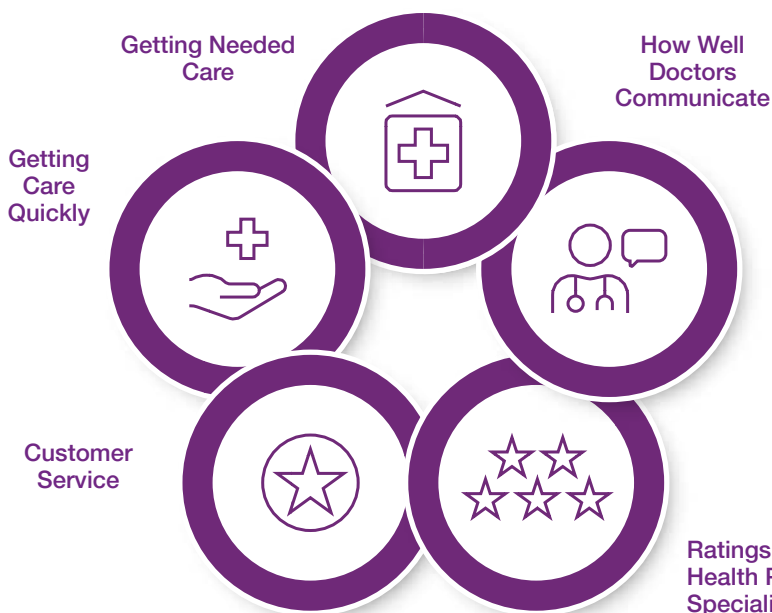 Getting Needed
Care
How Well
Doctors
Communicate
Getting
Care
Quickly
Customer
Service
Ratings
Health